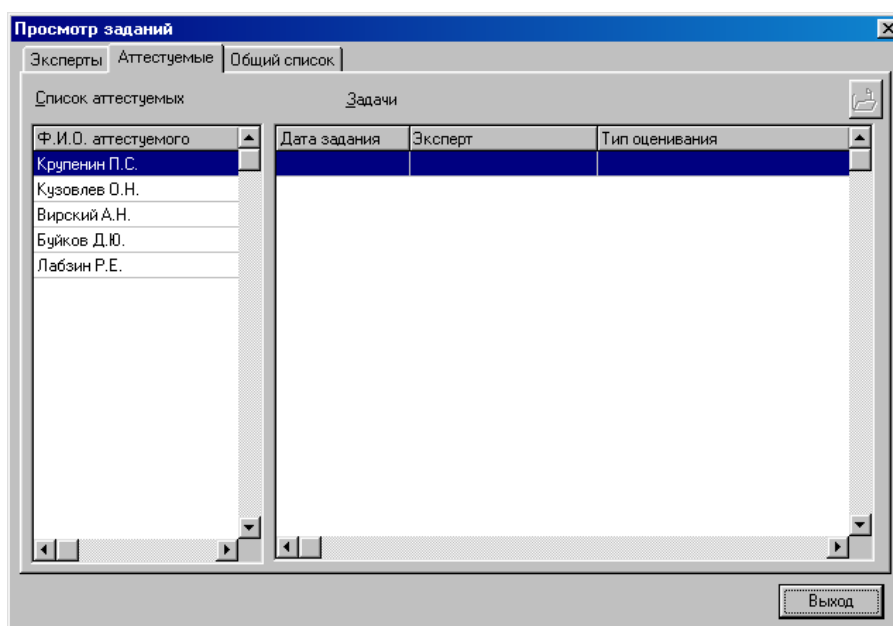 Просмотр заданий
Эксперты Аттестуемые Общий список
Список аттестуемых Задачи
Ф.И.О. аттестуемого Дата задания Эксперт Тип оценивания
Крупенин П.С.
Кузовлев О.Н.
Вирский А.Н.
Буйков Д.Ю.
Лабзин Р.Е.
Выход